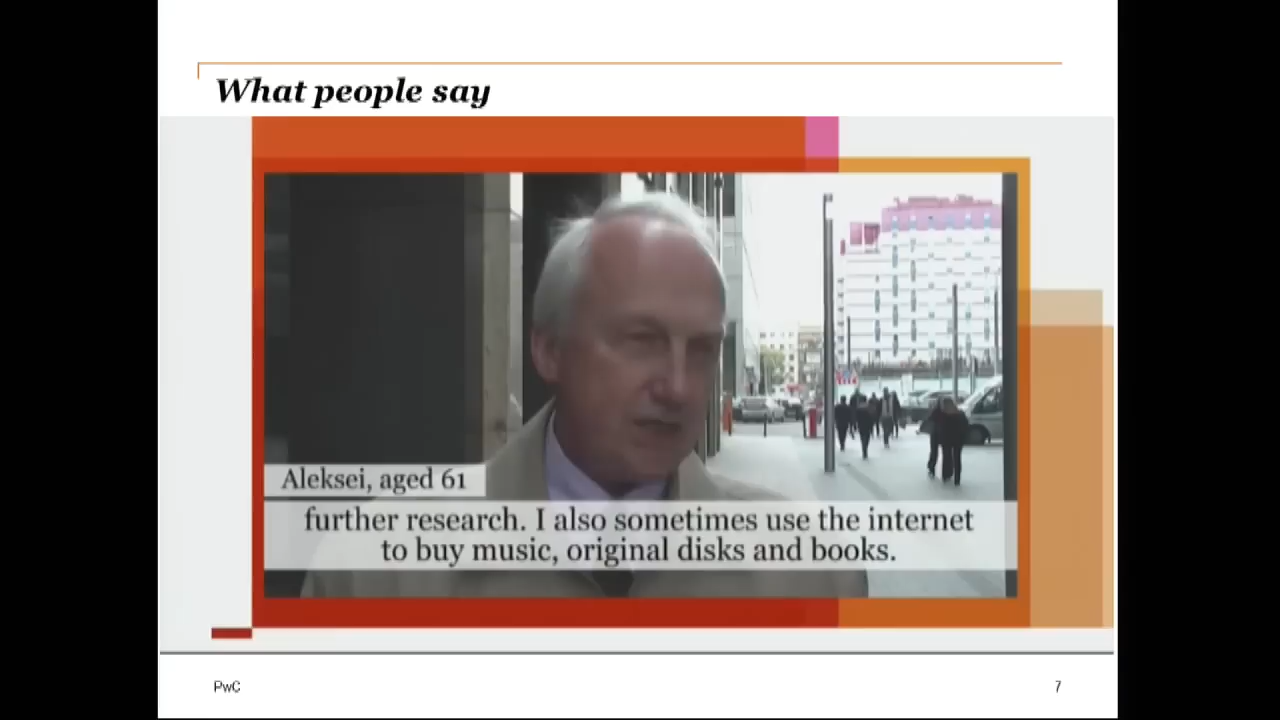 What people say
Aleksei, aged 61
further research. I also sometimes use the internet
to buy music, original disks and books.
PwC
7